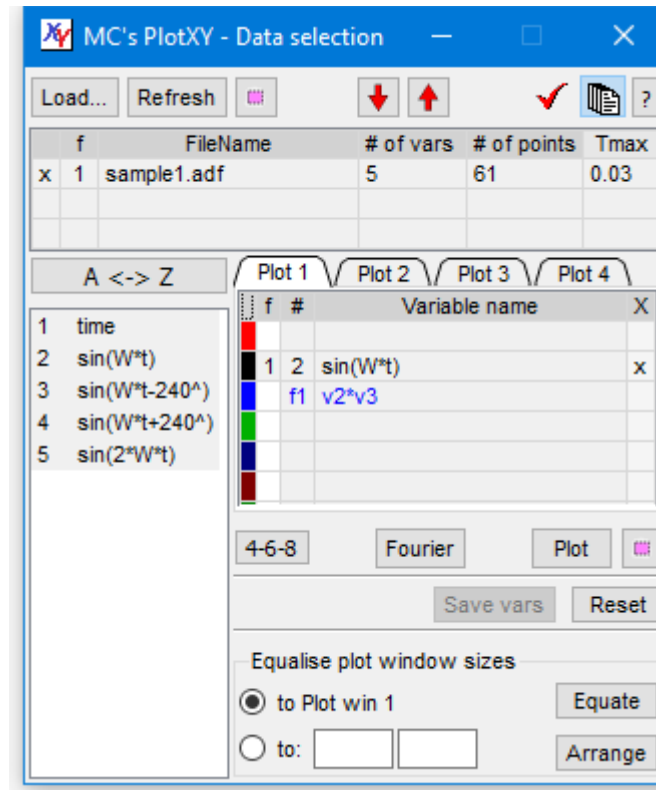 MC's PlotXY - Data selection
Load... Refresh ?
f FileName # of vars # of points Tmax
x 1 sample1.adf 5 61 0.03
A <-> Z Plot 1 Plot 2 Plot 3 Plot 4
f # Variable name X
1 time
2 sin(W*t) 1 2 sin(W*t) x
3 sin(W*t-240^) f1 v2*v3
4 sin(W*t+240^)
5 sin(2*W*t)
4-6-8 Fourier Plot
Save vars Reset
Equalise plot window sizes
to Plot win 1 Equate
to: Arrange